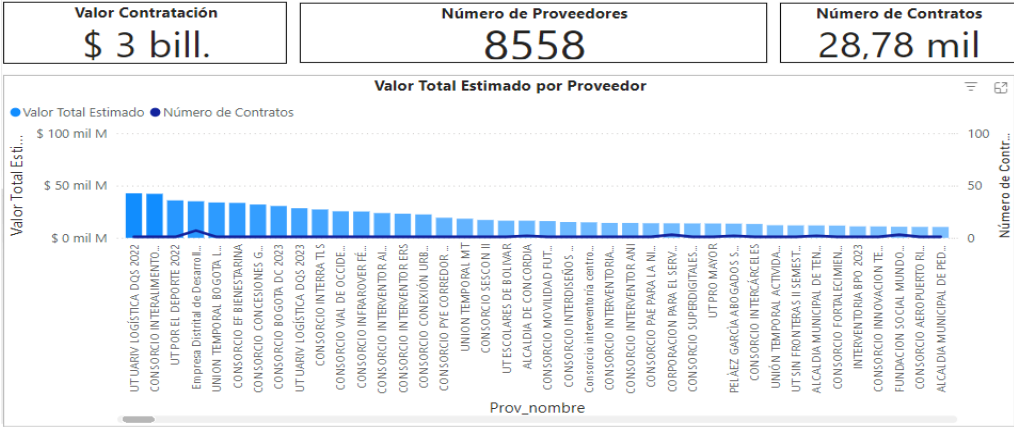 Valor Contratación
$ 3 bill.
Número de Proveedores
8558
Número de Contratos
28,78 mil
Valor Total Estimado por Proveedor
Valor Total Estimado
Número de Contratos
Valor Total Esti...
$ 100 mil M
$ 50 mil M
$ 0 mil M
100
50
0
Número de Contr...
UT UARIV LOGÍSTICA DQS 2022
CONSORCIO INTERALIMENTO...
UT POR EL DEPORTE 2022
Empresa Distrital de Desarroll...
UNION TEMPORAL BOGOTA L...
CONSORCIO EF BIENESTARINA
CONSORCIO CONCESIONES G...
CONSORCIO BOGOTA DC 2023
UT UARIV LOGÍSTICA DQS 2023
CONSORCIO INTERRA TLS
CONSORCIO VIAL DE OCCIDE...
CONSORCIO INFRAROVER FÉ...
CONSORCIO INTERVENTOR AL...
CONSORCIO INTERVENTOR ERS
CONSORCIO CONEXIÓN URB...
CONSORCIO PYE CORREDOR ...
UNION TEMPORAL MT
CONSORCIO SESCON II
UT ESCOLARES DE BOLIVAR
ALCALDIA DE CONCORDIA
CONSORCIO MOVILIDAD FUT...
CONSORCIO INTERDISEÑOS ...
Consorcio interventoría centro...
CONSORCIO INTERVENTORIA...
CONSORCIO INTERVENTOR ANI
CONSORCIO PAE PARA LA NI...
CORPORACION PARA EL SERV...
CONSORCIO SUPERDIGITALES...
UT PRO MAYOR
PELÁEZ GARCÍA ABOGADOS S...
CONSORCIO INTERCÁRCELES
UNIÓN TEMPORAL ACTIVIDA...
UT SIN FRONTERAS II SEMEST...
ALCALDIA MUNICIPAL DE TEN...
CONSORCIO FORTALECIMIEN...
INTERVENTORIA BPO 2023
CONSORCIO INNOVACION TE...
FUNDACION SOCIAL MUNDO...
CONSORCIO AEROPUERTO RI...
ALCALDIA MUNICIPAL DE PED...
Prov_nombre